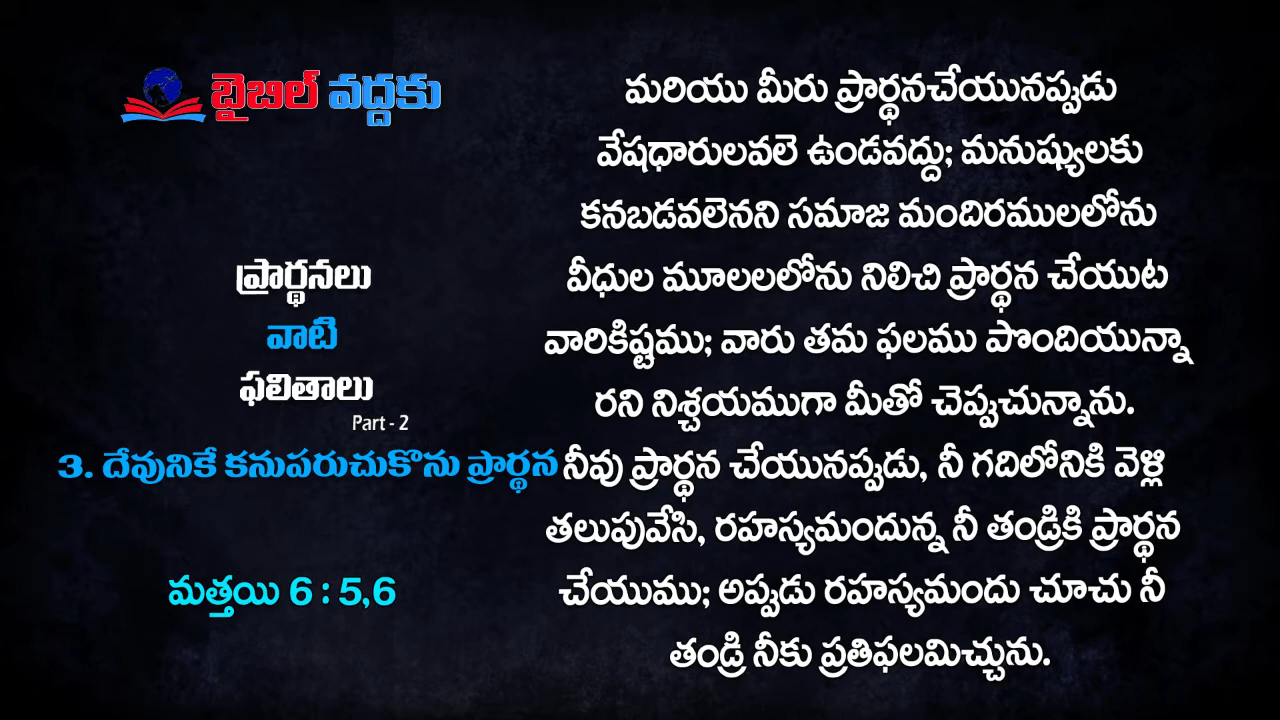 బైబిల్ వద్దకు
ప్రార్థనలు
వాటి
ఫలితాలు
Part - 2
3. దేవునికే కనుపరుచుకొను ప్రార్థన
మత్తయి 6 : 5,6
మరియు మీరు ప్రార్థనచేయునప్పుడు
వేషధారులవలె ఉండవద్దు; మనుష్యులకు
కనబడవలెనని సమాజ మందిరములలోను
వీధుల మూలలలోను నిలిచి ప్రార్థన చేయుట
వారికిష్టము; వారు తమ ఫలము పొందియున్నా
రని నిశ్చయముగా మీతో చెప్పుచున్నాను.
నీవు ప్రార్థన చేయునప్పుడు, నీ గదిలోనికి వెళ్లి
తలుపువేసి, రహస్యమందున్న నీ తండ్రికి ప్రార్థన
చేయుము; అప్పుడు రహస్యమందు చూచు నీ
తండ్రి నీకు ప్రతిఫలమిచ్చును.